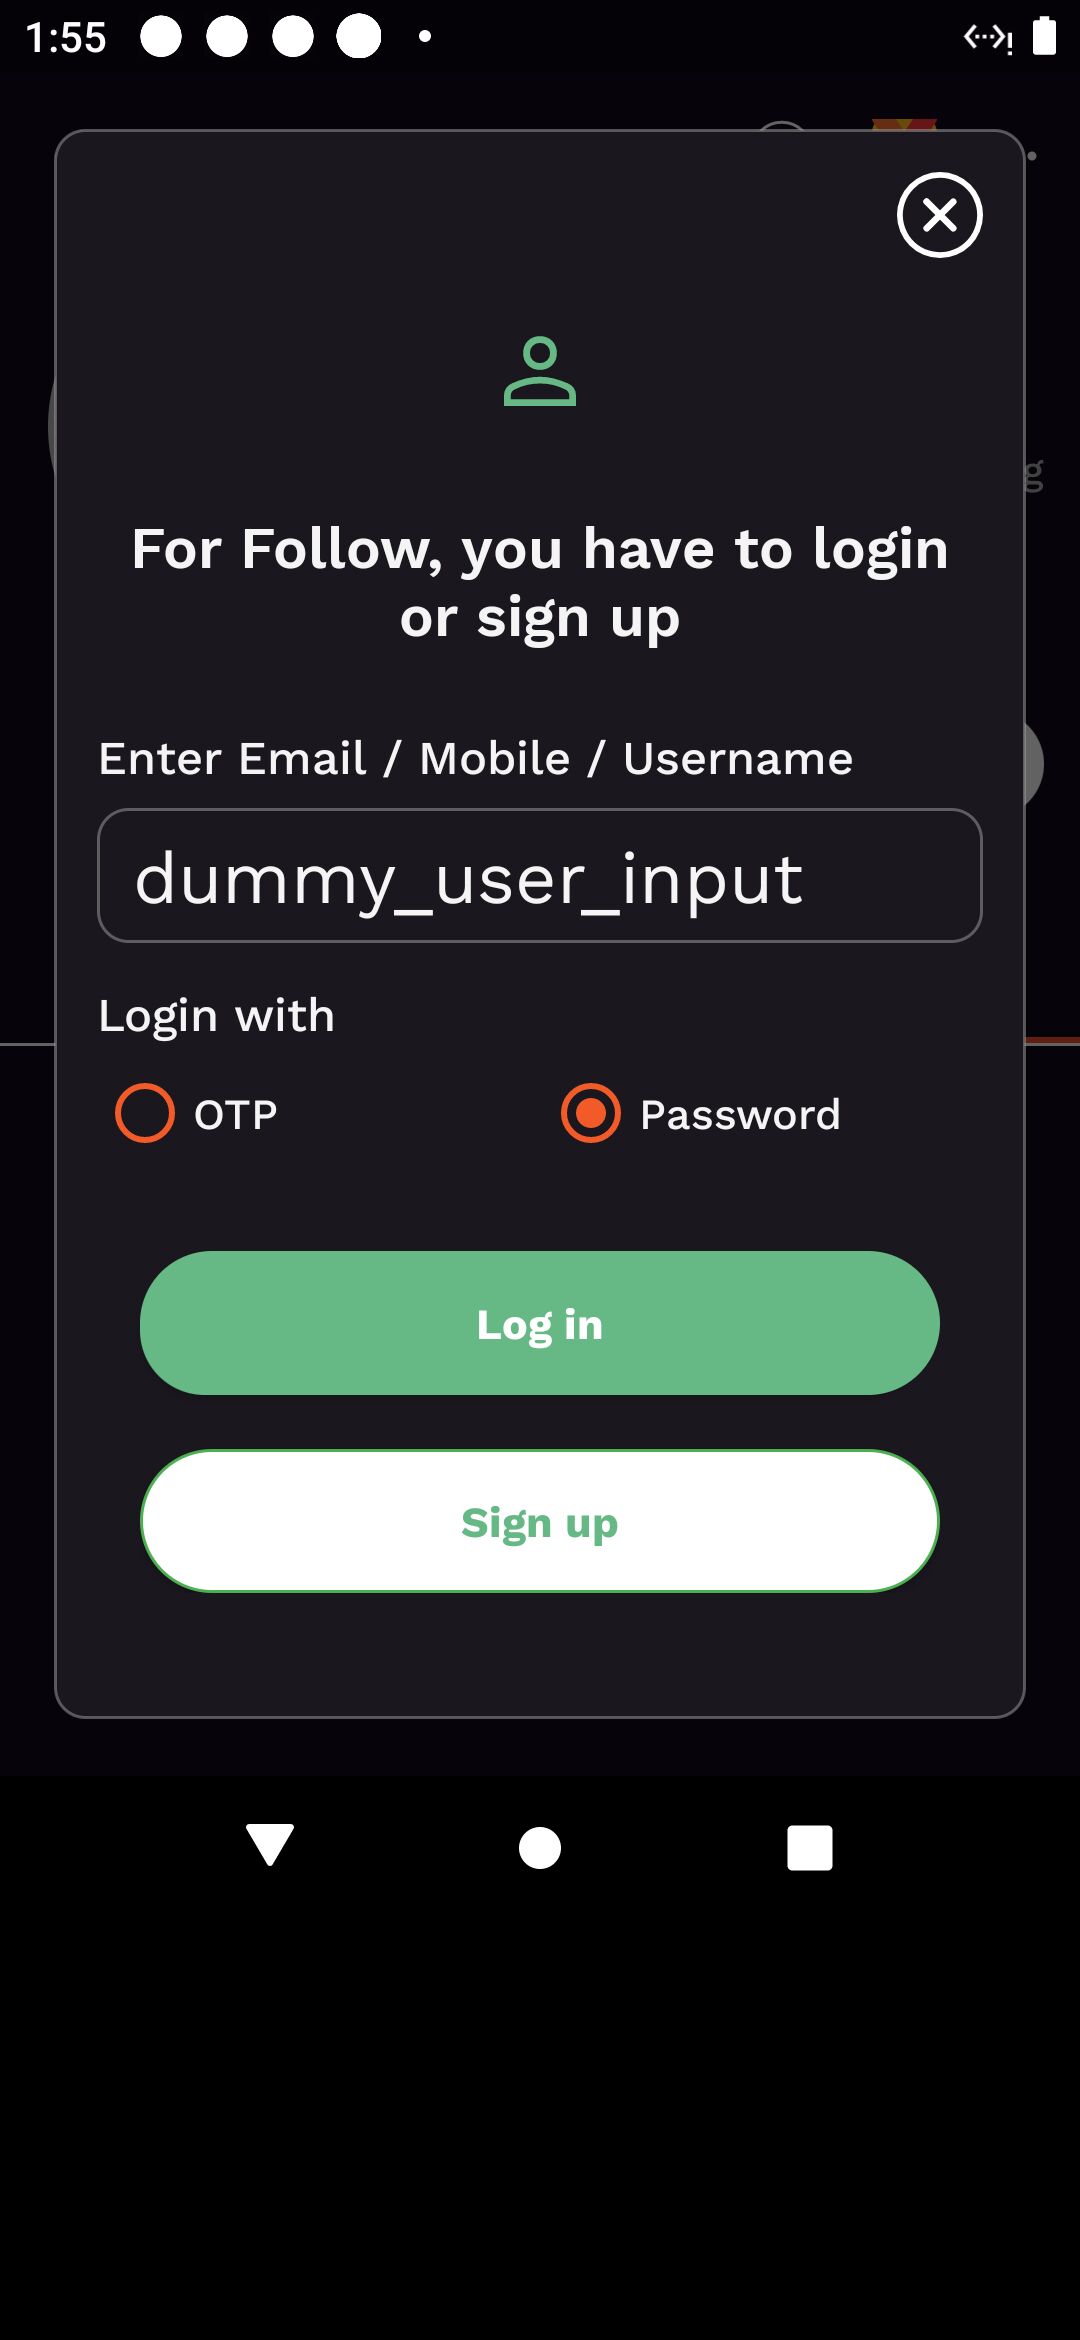 1:55
g
For Follow, you have to login
or sign up
Enter Email / Mobile / Username
dummy_user_input
Login with
OTP
Password
Log in
Sign up